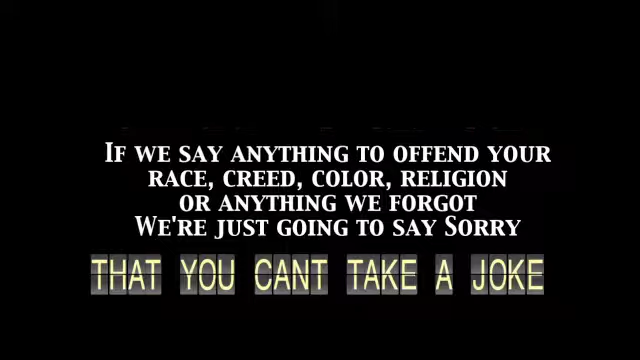 If we say anything to offend your
race, creed, color, religion
or anything we forgot
We're just going to say Sorry
THAT YOU CANT TAKE A JOKE